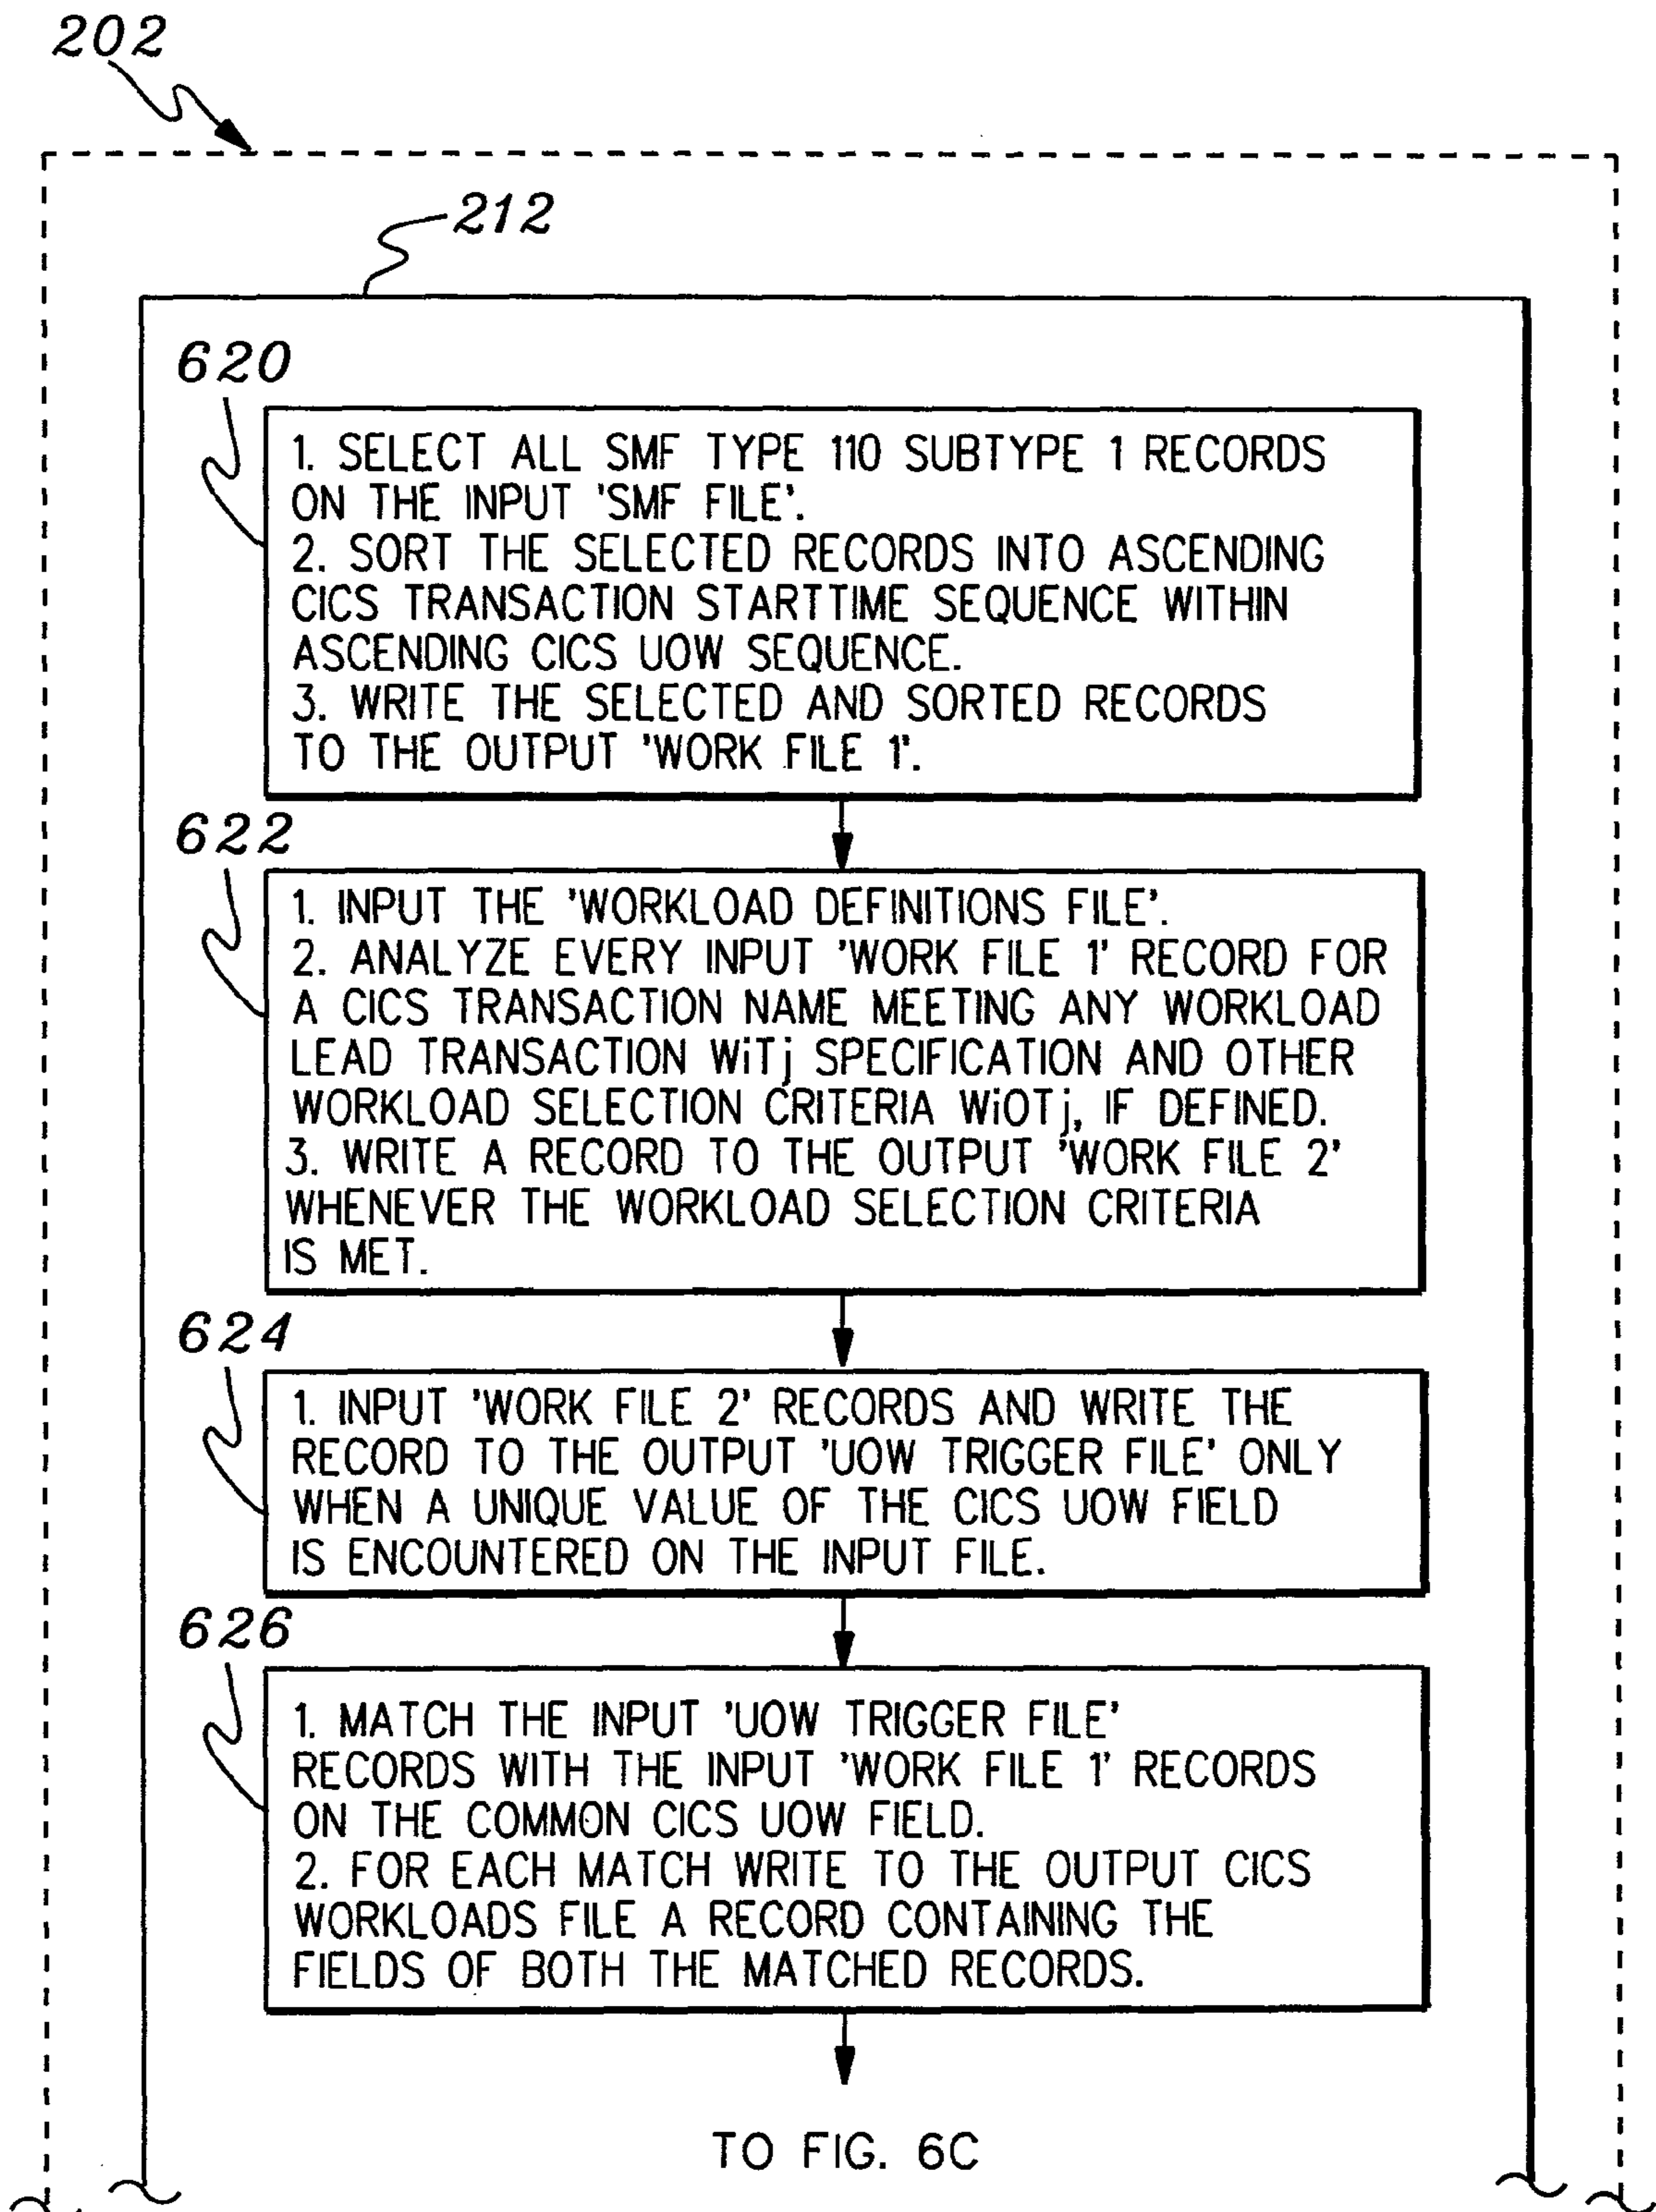 202
212
620
1. SELECT ALL SMF TYPE 110 SUBTYPE 1 RECORDS
ON THE INPUT 'SMF FILE'.
2. SORT THE SELECTED RECORDS INTO ASCENDING
CICS TRANSACTION STARTTIME SEQUENCE WITHIN
ASCENDING CICS UOW SEQUENCE.
3. WRITE THE SELECTED AND SORTED RECORDS
TO THE OUTPUT 'WORK FILE 1'.
622
1. INPUT THE 'WORKLOAD DEFINITIONS FILE'.
2. ANALYZE EVERY INPUT 'WORK FILE 1' RECORD FOR
A CICS TRANSACTION NAME MEETING ANY WORKLOAD
LEAD TRANSACTION WiTj SPECIFICATION AND OTHER
WORKLOAD SELECTION CRITERIA WiOTj, IF DEFINED.
3. WRITE A RECORD TO THE OUTPUT 'WORK FILE 2'
WHENEVER THE WORKLOAD SELECTION CRITERIA
IS MET.
624
1. INPUT 'WORK FILE 2' RECORDS AND WRITE THE
RECORD TO THE OUTPUT 'UOW TRIGGER FILE' ONLY
WHEN A UNIQUE VALUE OF THE CICS UOW FIELD
IS ENCOUNTERED ON THE INPUT FILE.
626
1. MATCH THE INPUT 'UOW TRIGGER FILE'
RECORDS WITH THE INPUT 'WORK FILE 1' RECORDS
ON THE COMMON CICS UOW FIELD.
2. FOR EACH MATCH WRITE TO THE OUTPUT CICS
WORKLOADS FILE A RECORD CONTAINING THE
FIELDS OF BOTH THE MATCHED RECORDS.
TO FIG. 6C